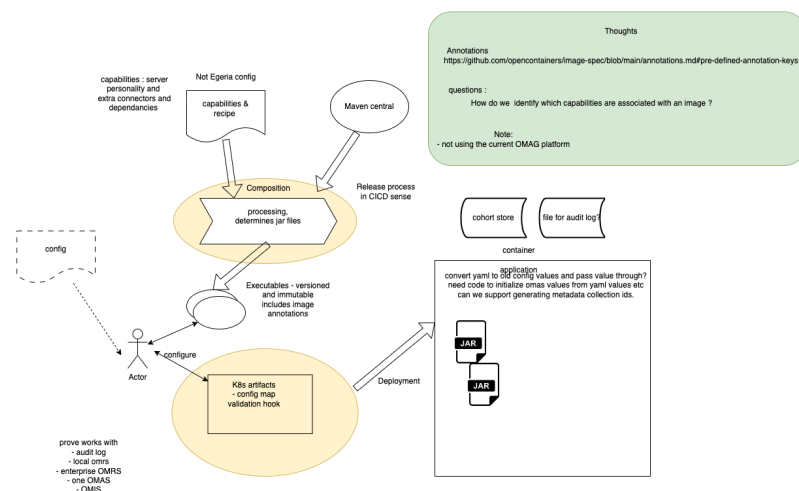 Thoughts
Annotations
https://github.com/opencontainers/image-spec/blob/main/annotations.md#pre-defined-annotation-keys
questions :
How do we identify which capabilities are associated with an image ?
Note:
- not using the current OMAG platform
capabilities : server
personality and
extra connectors and
dependancies
Not Egeria config
capabilities &
recipe
Maven central
Composition
Release process
in CICD sense
processing,
determines jar files
cohort store
file for audit log?
config
container
application
convert yaml to old config values and pass value through?
need code to initialize omas values from yaml values etc
can we support generating metadata collection ids.
Executables - versioned
and immutable
includes image
annotations
JAR
JAR
configure
Actor
K8s artifacts
- config map
validation hook
Deployment
prove works with
- audit log
- local omrs
- enterprise OMRS
- one OMAS
- OMIS